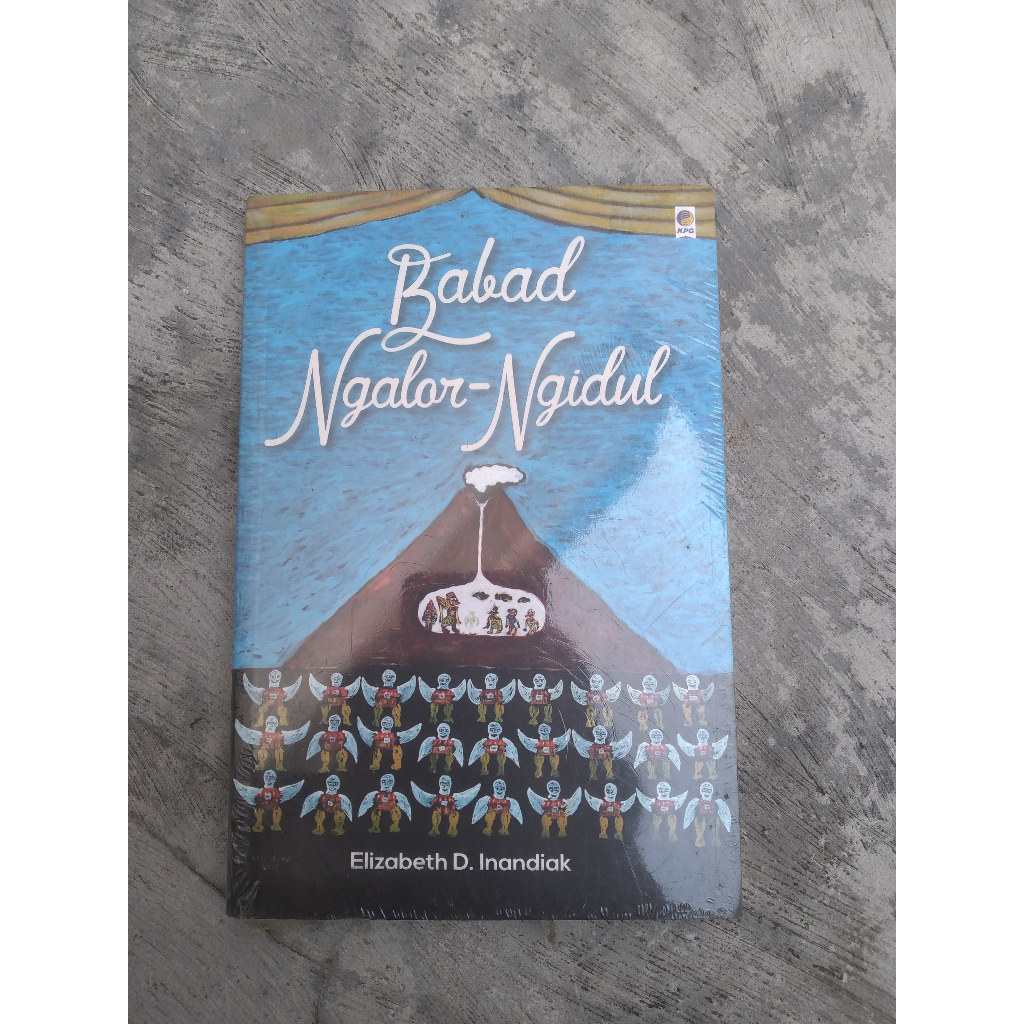 KPG
Babad
Ngalor-Ngidul
Elizabeth D. Inandiak